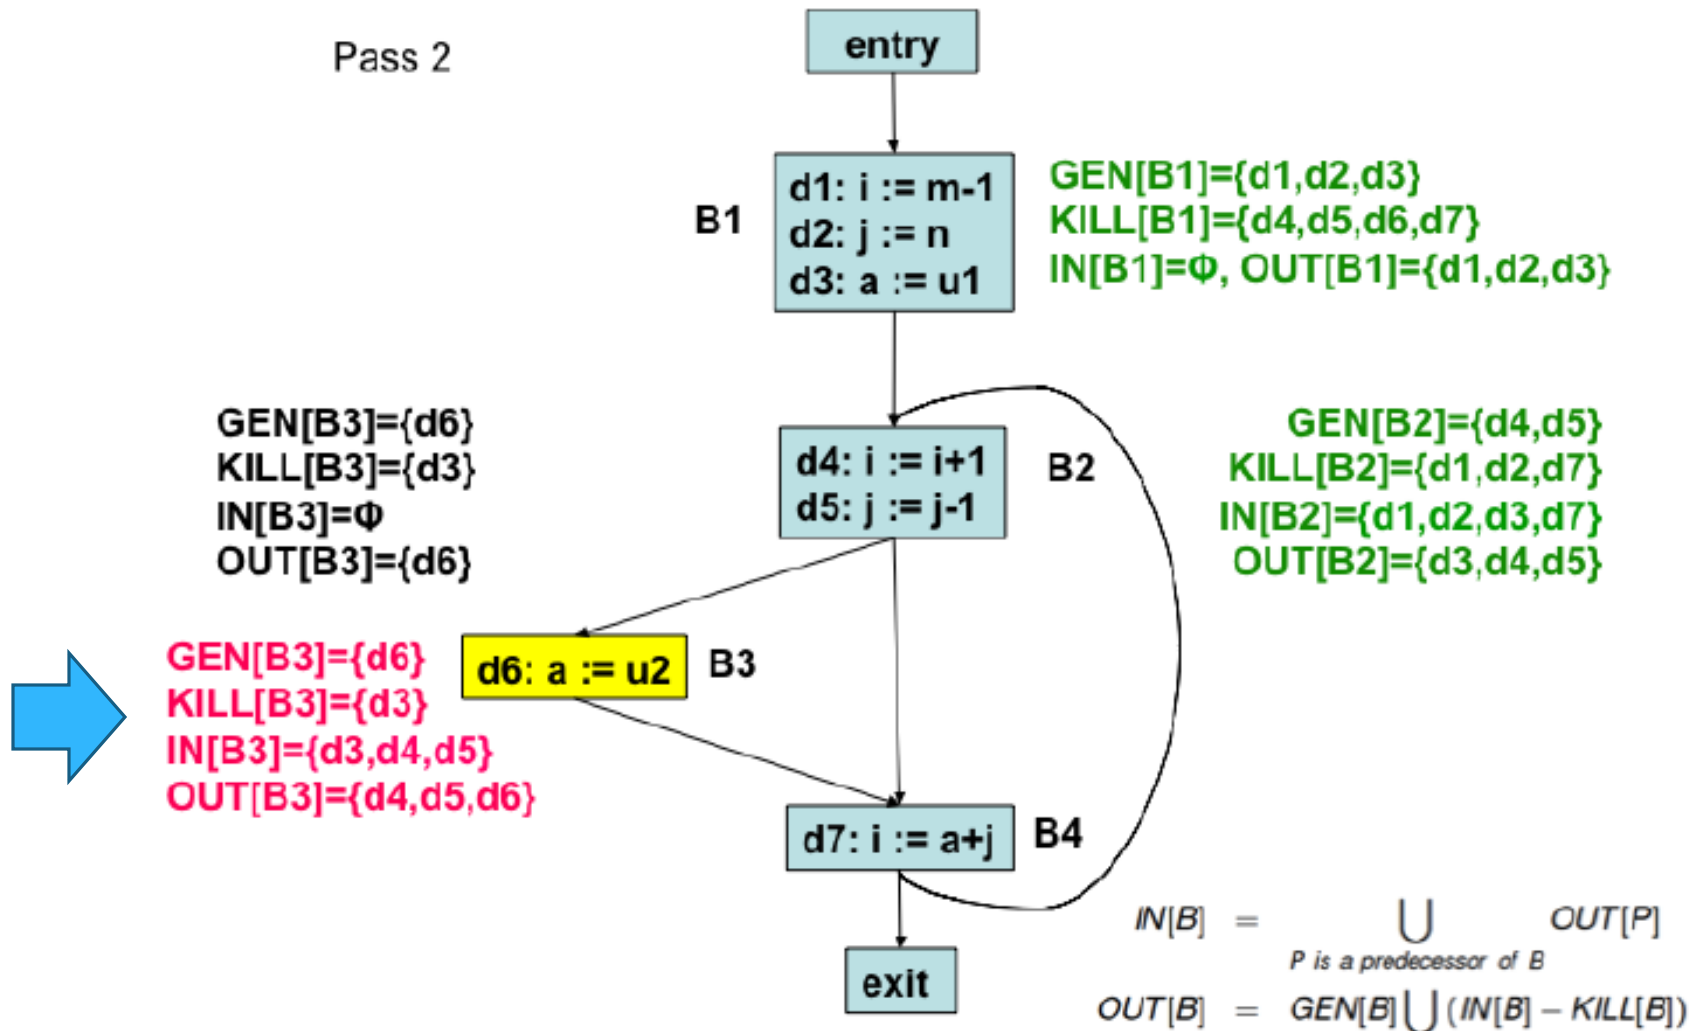 Pass 2
entry
B1
d1: i := m-1
d2: j := n
d3: a := u1
GEN[B1]={d1,d2,d3}
KILL[B1]={d4,d5,d6,d7}
IN[B1]=Φ, OUT[B1]={d1,d2,d3}
GEN[B3]={d6}
KILL[B3]={d3}
IN[B3]=Φ
OUT[B3]={d6}
d4: i := i+1
d5: j := j-1
B2
GEN[B2]={d4,d5}
KILL[B2]={d1,d2,d7}
IN[B2]={d1,d2,d3,d7}
OUT[B2]={d3,d4,d5}
GEN[B3]={d6}
KILL[B3]={d3}
IN[B3]={d3,d4,d5}
OUT[B3]={d4,d5,d6}
d6: a := u2
B3
d7: i := a+j
B4
exit
IN[B] = ⋃ OUT[P]
P is a predecessor of B
OUT[B] = GEN[B] ⋃ (IN[B] − KILL[B])